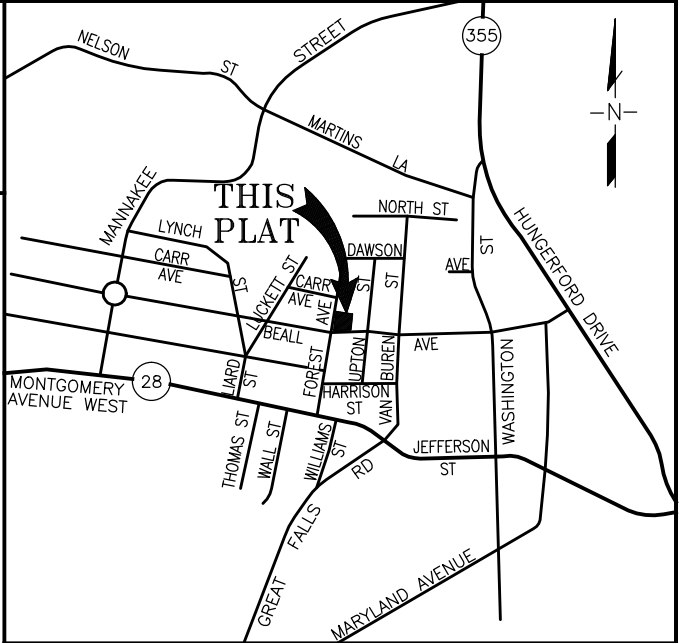 NELSON
ST
STREET
355
MARTINS
LA
-N-
MANNAKEE
THIS
PLAT
NORTH ST
LYNCH
ST
CARR
AVE
LUCKETT ST
DAWSON
CARR
AVE
AVE
ST
ST
AVE
ST
HUNGERFORD DRIVE
BEALL
AVE
FOREST
UPTON
VAN BUREN
WASHINGTON
MONTGOMERY
AVENUE WEST
28
LIARD
ST
HARRISON
ST
THOMAS ST
WALL ST
WILLIAMS
ST
JEFFERSON
ST
GREAT FALLS RD
MARYLAND AVENUE